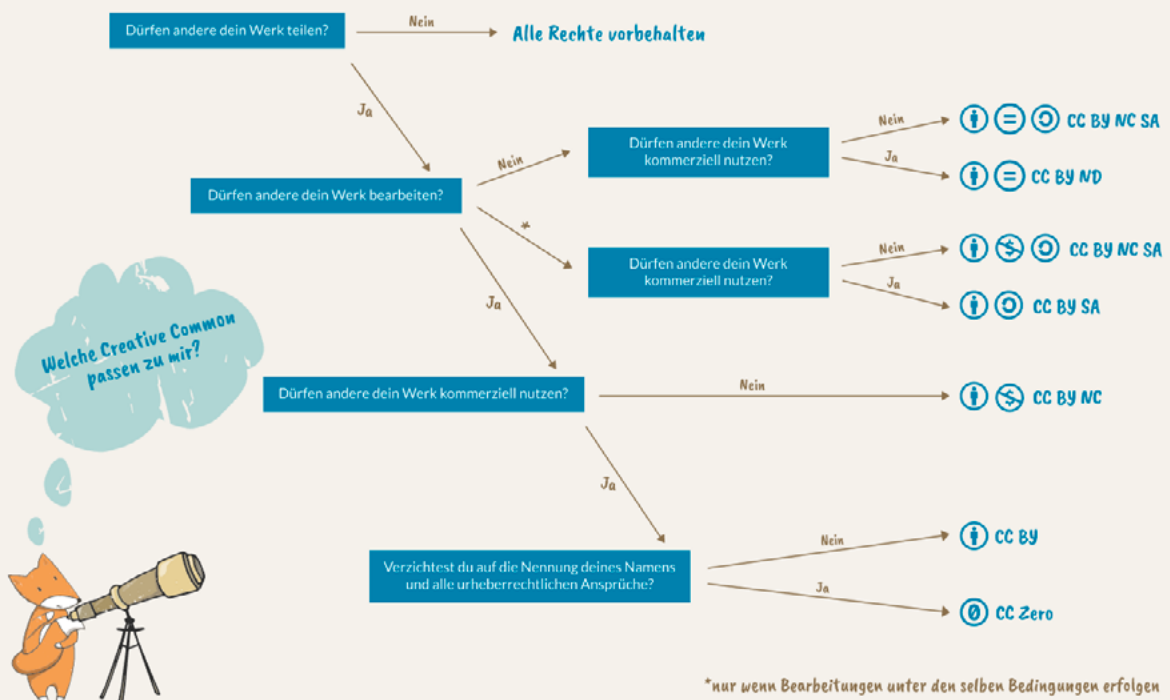 Dürfen andere dein Werk teilen?
Nein
Alle Rechte vorbehalten
Ja
Dürfen andere dein Werk bearbeiten?
Nein
Dürfen andere dein Werk
kommerziell nutzen?
Nein
CC BY NC SA
Ja
CC BY ND
*
Dürfen andere dein Werk
kommerziell nutzen?
Nein
CC BY NC SA
Ja
CC BY SA
Ja
Welche Creative Common
passen zu mir?
Dürfen andere dein Werk kommerziell nutzen?
Nein
CC BY NC
Ja
Verzichtest du auf die Nennung deines Namens
und alle urheberrechtlichen Ansprüche?
Nein
CC BY
Ja
CC Zero
*nur wenn Bearbeitungen unter den selben Bedingungen erfolgen